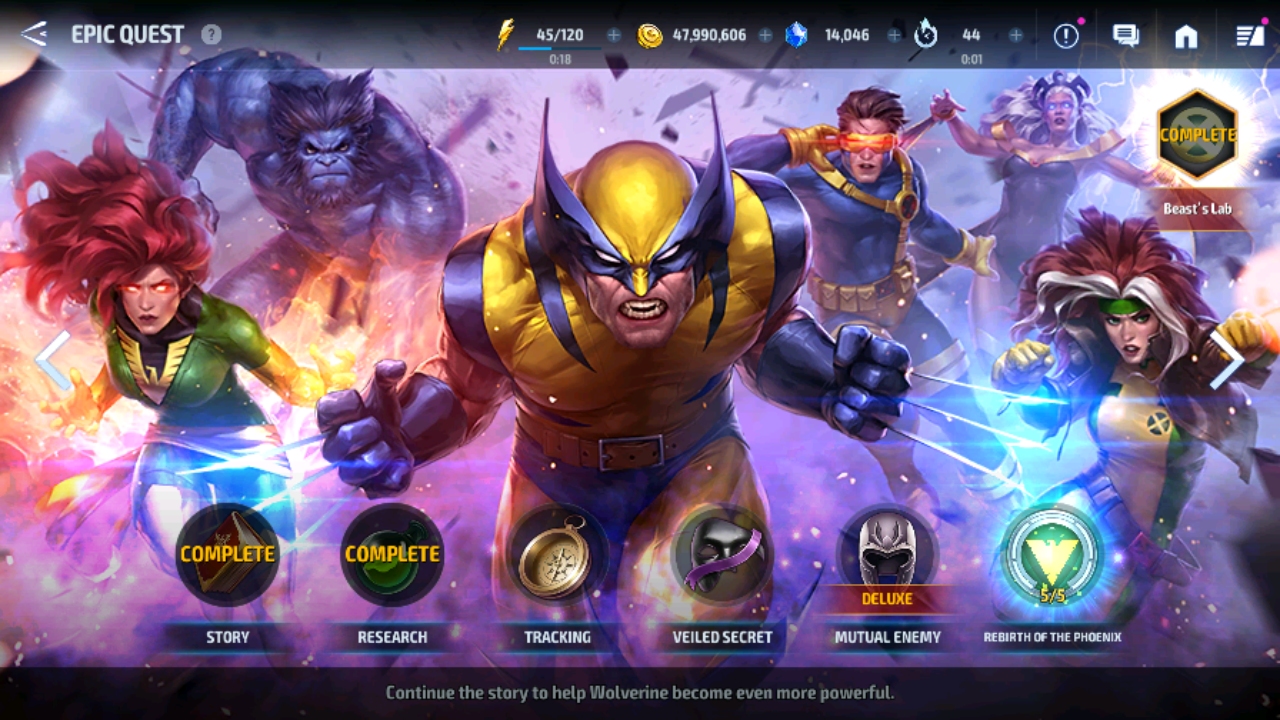 EPIC QUEST ?
45/120
0:18
47,990,606
14,046
44
0:01
COMPLETE
Beast's Lab
COMPLETE
COMPLETE
DELUXE
5/5
STORY
RESEARCH
TRACKING
VEILED SECRET
MUTUAL ENEMY
REBIRTH OF THE PHOENIX
Continue the story to help Wolverine become even more powerful.